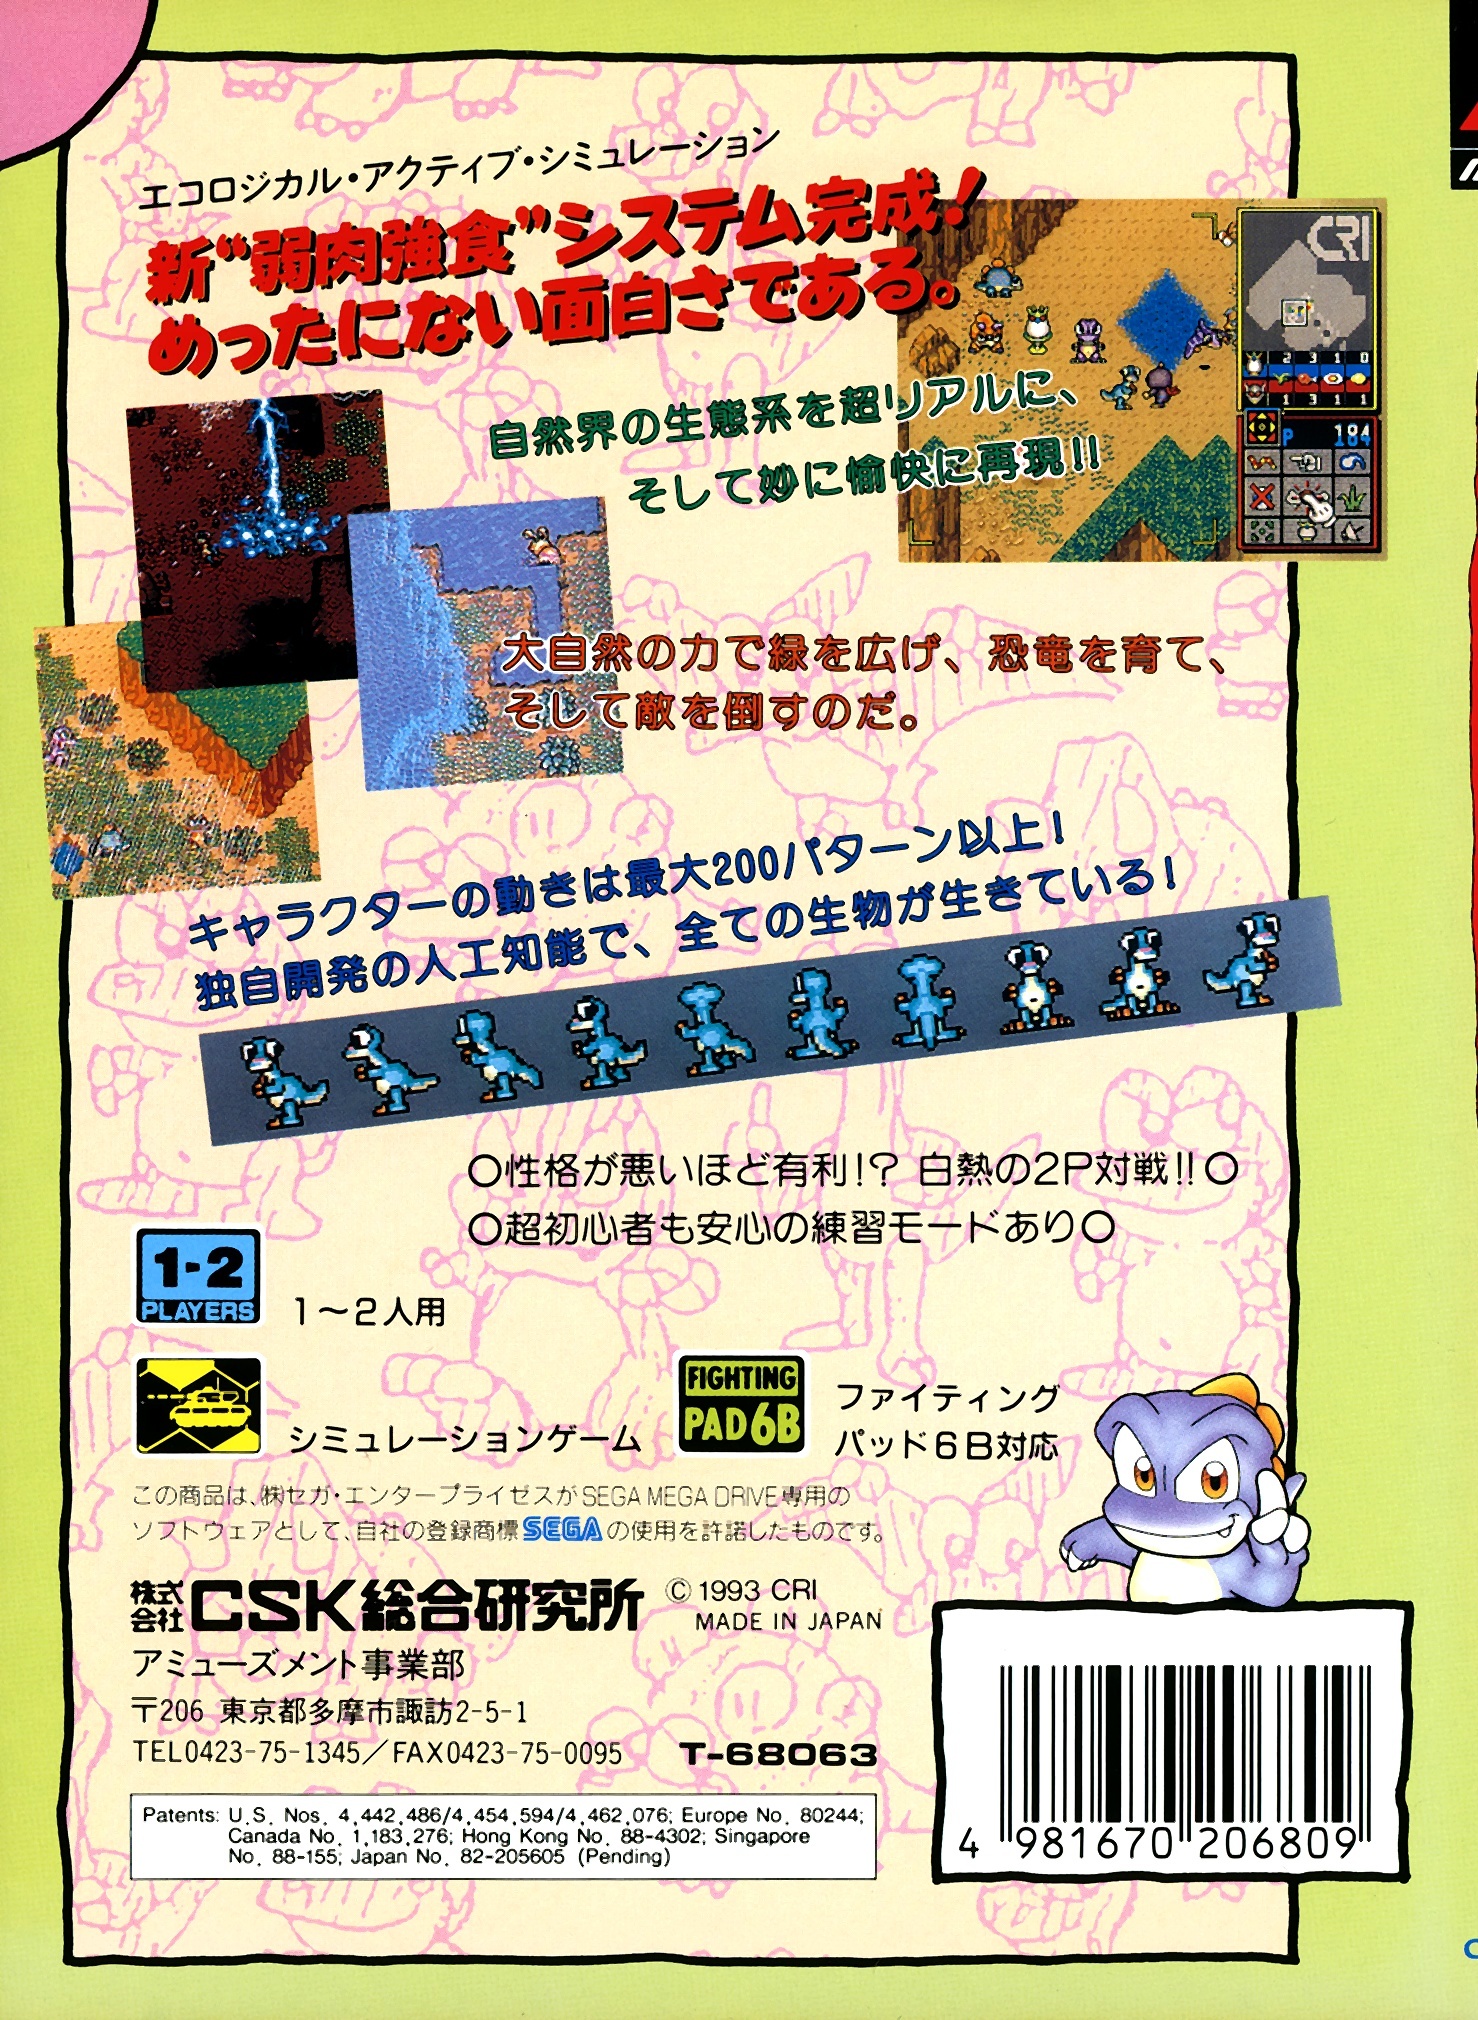 エコロジカル・アクティブ・シミュレーション
新“弱肉強食”システム完成!
めったにない面白さである。
CRI
2 3 1 0
1 3 1 1
P 184
184
自然界の生態系を超リアルに、
そして妙に愉快に再現!!
大自然の力で緑を広げ、恐竜を育て、
そして敵を倒すのだ。
キャラクターの動きは最大200パターン以上!
独自開発の人工知能で、全ての生物が生きている!
○性格が悪いほど有利!? 白熱の2P対戦!!○
○超初心者も安心の練習モードあり○
1-2
PLAYERS
1～2人用
シミュレーションゲーム
FIGHTING
PAD 6B
ファイティング
パッド6B対応
この商品は、㈱セガ・エンタープライゼスがSEGA MEGA DRIVE専用の
ソフトウェアとして、自社の登録商標SEGAの使用を許諾したものです。
株式会社CSK総合研究所 ©1993 CRI
MADE IN JAPAN
アミューズメント事業部
〒206 東京都多摩市諏訪2-5-1
TEL0423-75-1345／FAX0423-75-0095 T-68063
Patents: U.S. Nos. 4,442,486/4,454,594/4,462,076; Europe No. 80244;
Canada No. 1,183,276; Hong Kong No. 88-4302; Singapore
No. 88-155; Japan No. 82-205605 (Pending)
4 981670 206809